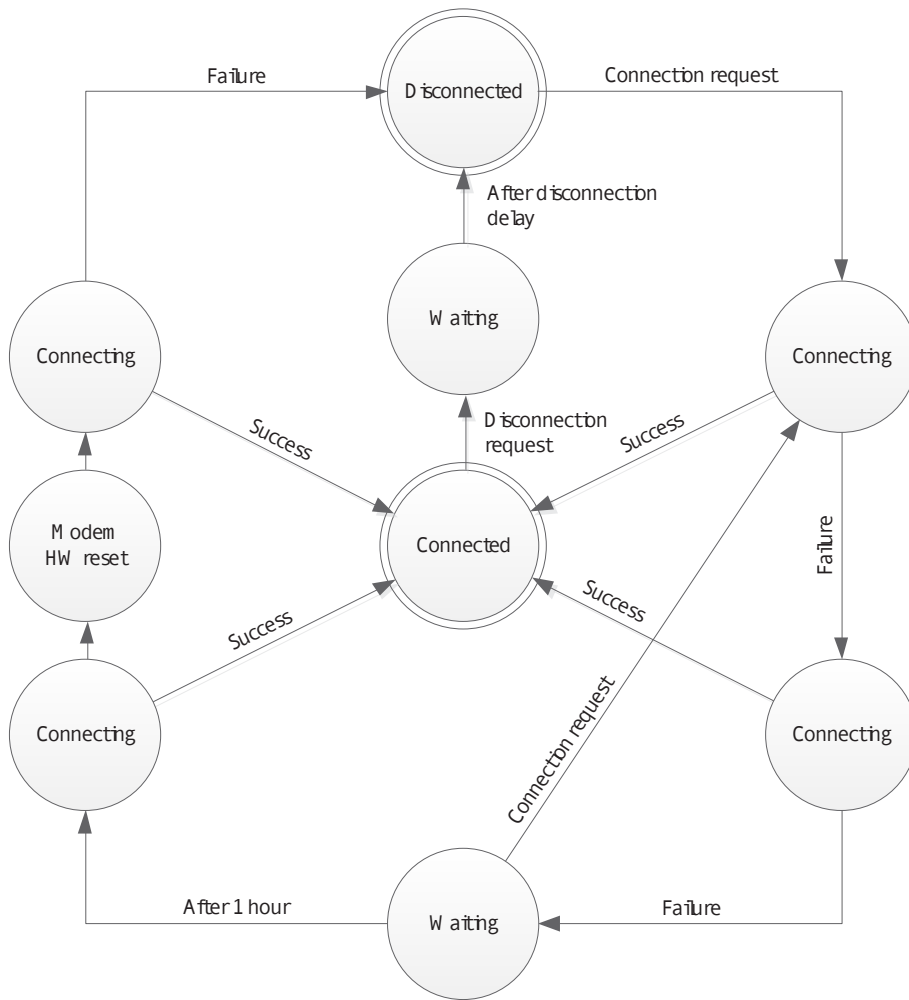 Failure
Disconnected
Connection request
After disconnection
delay
Waiting
Connecting
Connecting
Disconnection
request
Success
Success
Modem
HW reset
Connected
Failure
Success
Success
Connecting
Connecting
Connection request
After 1 hour
Waiting
Failure